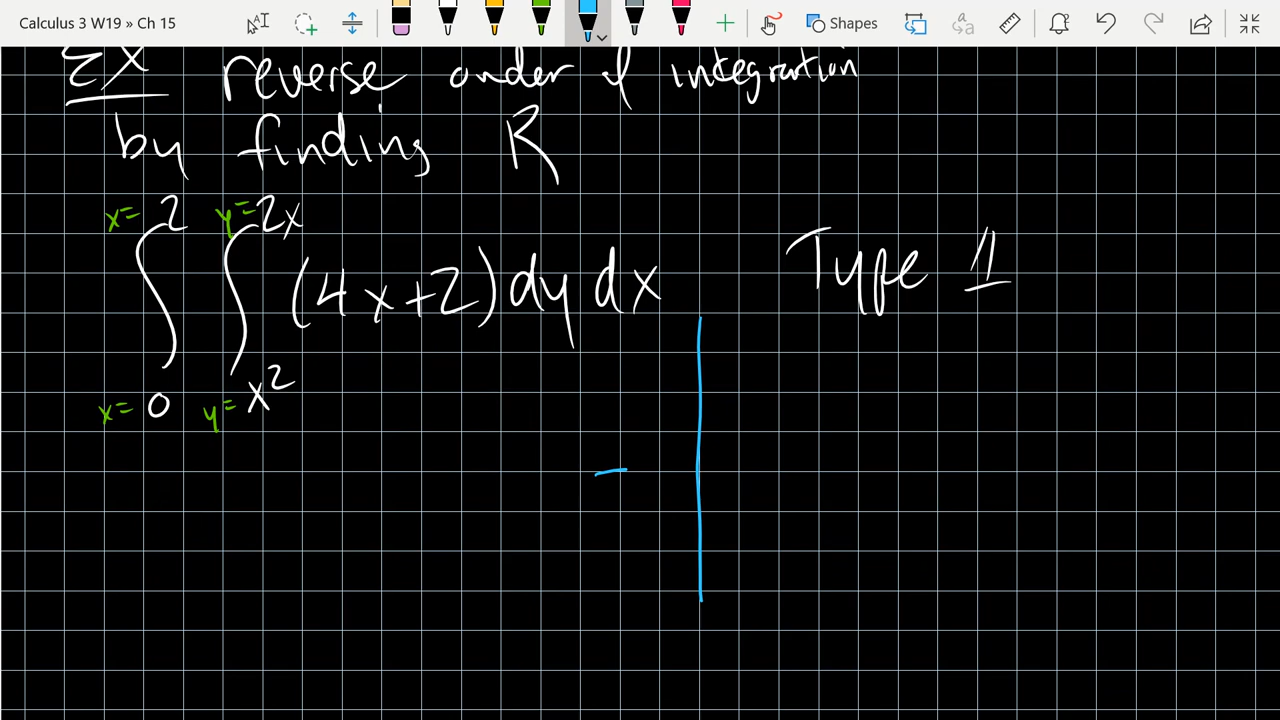 Calculus 3 W19 » Ch 15
Shapes
Ex reverse order of integration
by finding R
x= 2 y= 2x
∫ ∫ (4x+2) dy dx Type 1
x= 0 y= x²